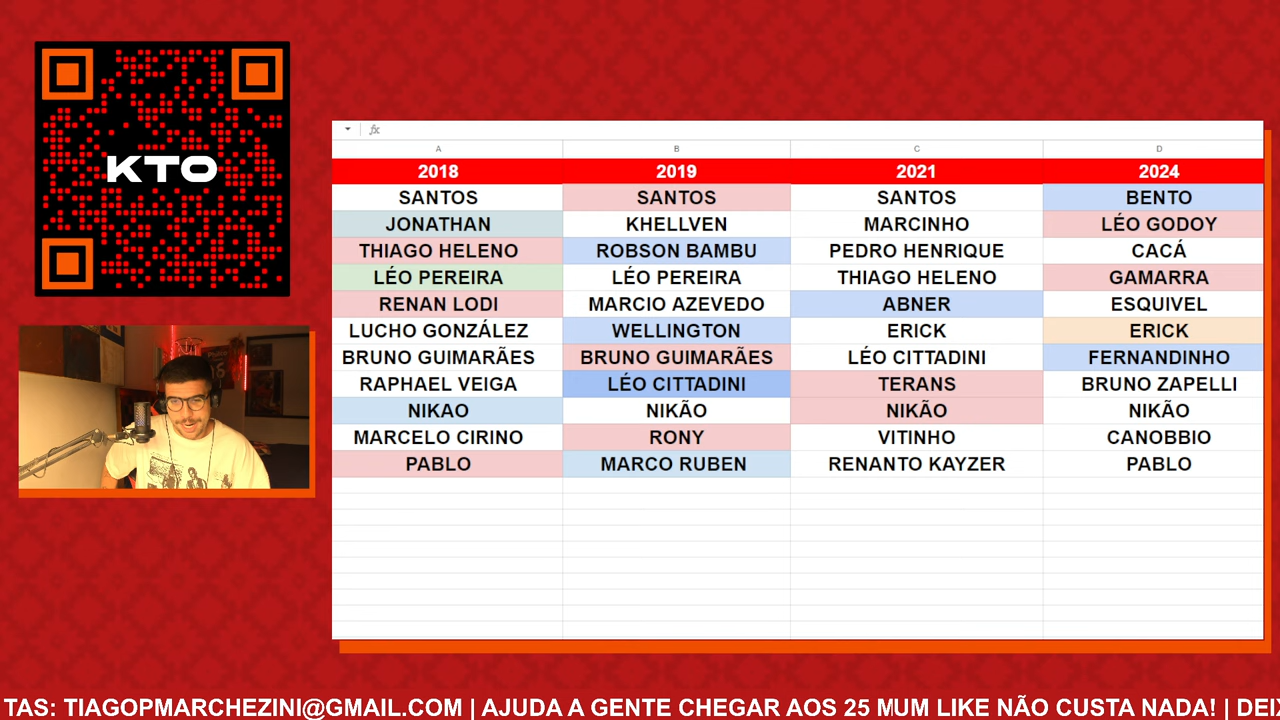 KTO
fx
A B C D
2018 2019 2021 2024
SANTOS SANTOS SANTOS BENTO
JONATHAN KHELLVEN MARCINHO LÉO GODOY
THIAGO HELENO ROBSON BAMBU PEDRO HENRIQUE CACÁ
LÉO PEREIRA LÉO PEREIRA THIAGO HELENO GAMARRA
RENAN LODI MARCIO AZEVEDO ABNER ESQUIVEL
LUCHO GONZÁLEZ WELLINGTON ERICK ERICK
BRUNO GUIMARÃES BRUNO GUIMARÃES LÉO CITTADINI FERNANDINHO
RAPHAEL VEIGA LÉO CITTADINI TERANS BRUNO ZAPELLI
NIKAO NIKÃO NIKÃO NIKÃO
MARCELO CIRINO RONY VITINHO CANOBBIO
PABLO MARCO RUBEN RENANTO KAYZER PABLO
TAS: TIAGOPMARCHEZINI@GMAIL.COM | AJUDA A GENTE CHEGAR AOS 25 MUM LIKE NÃO CUSTA NADA! | DEI